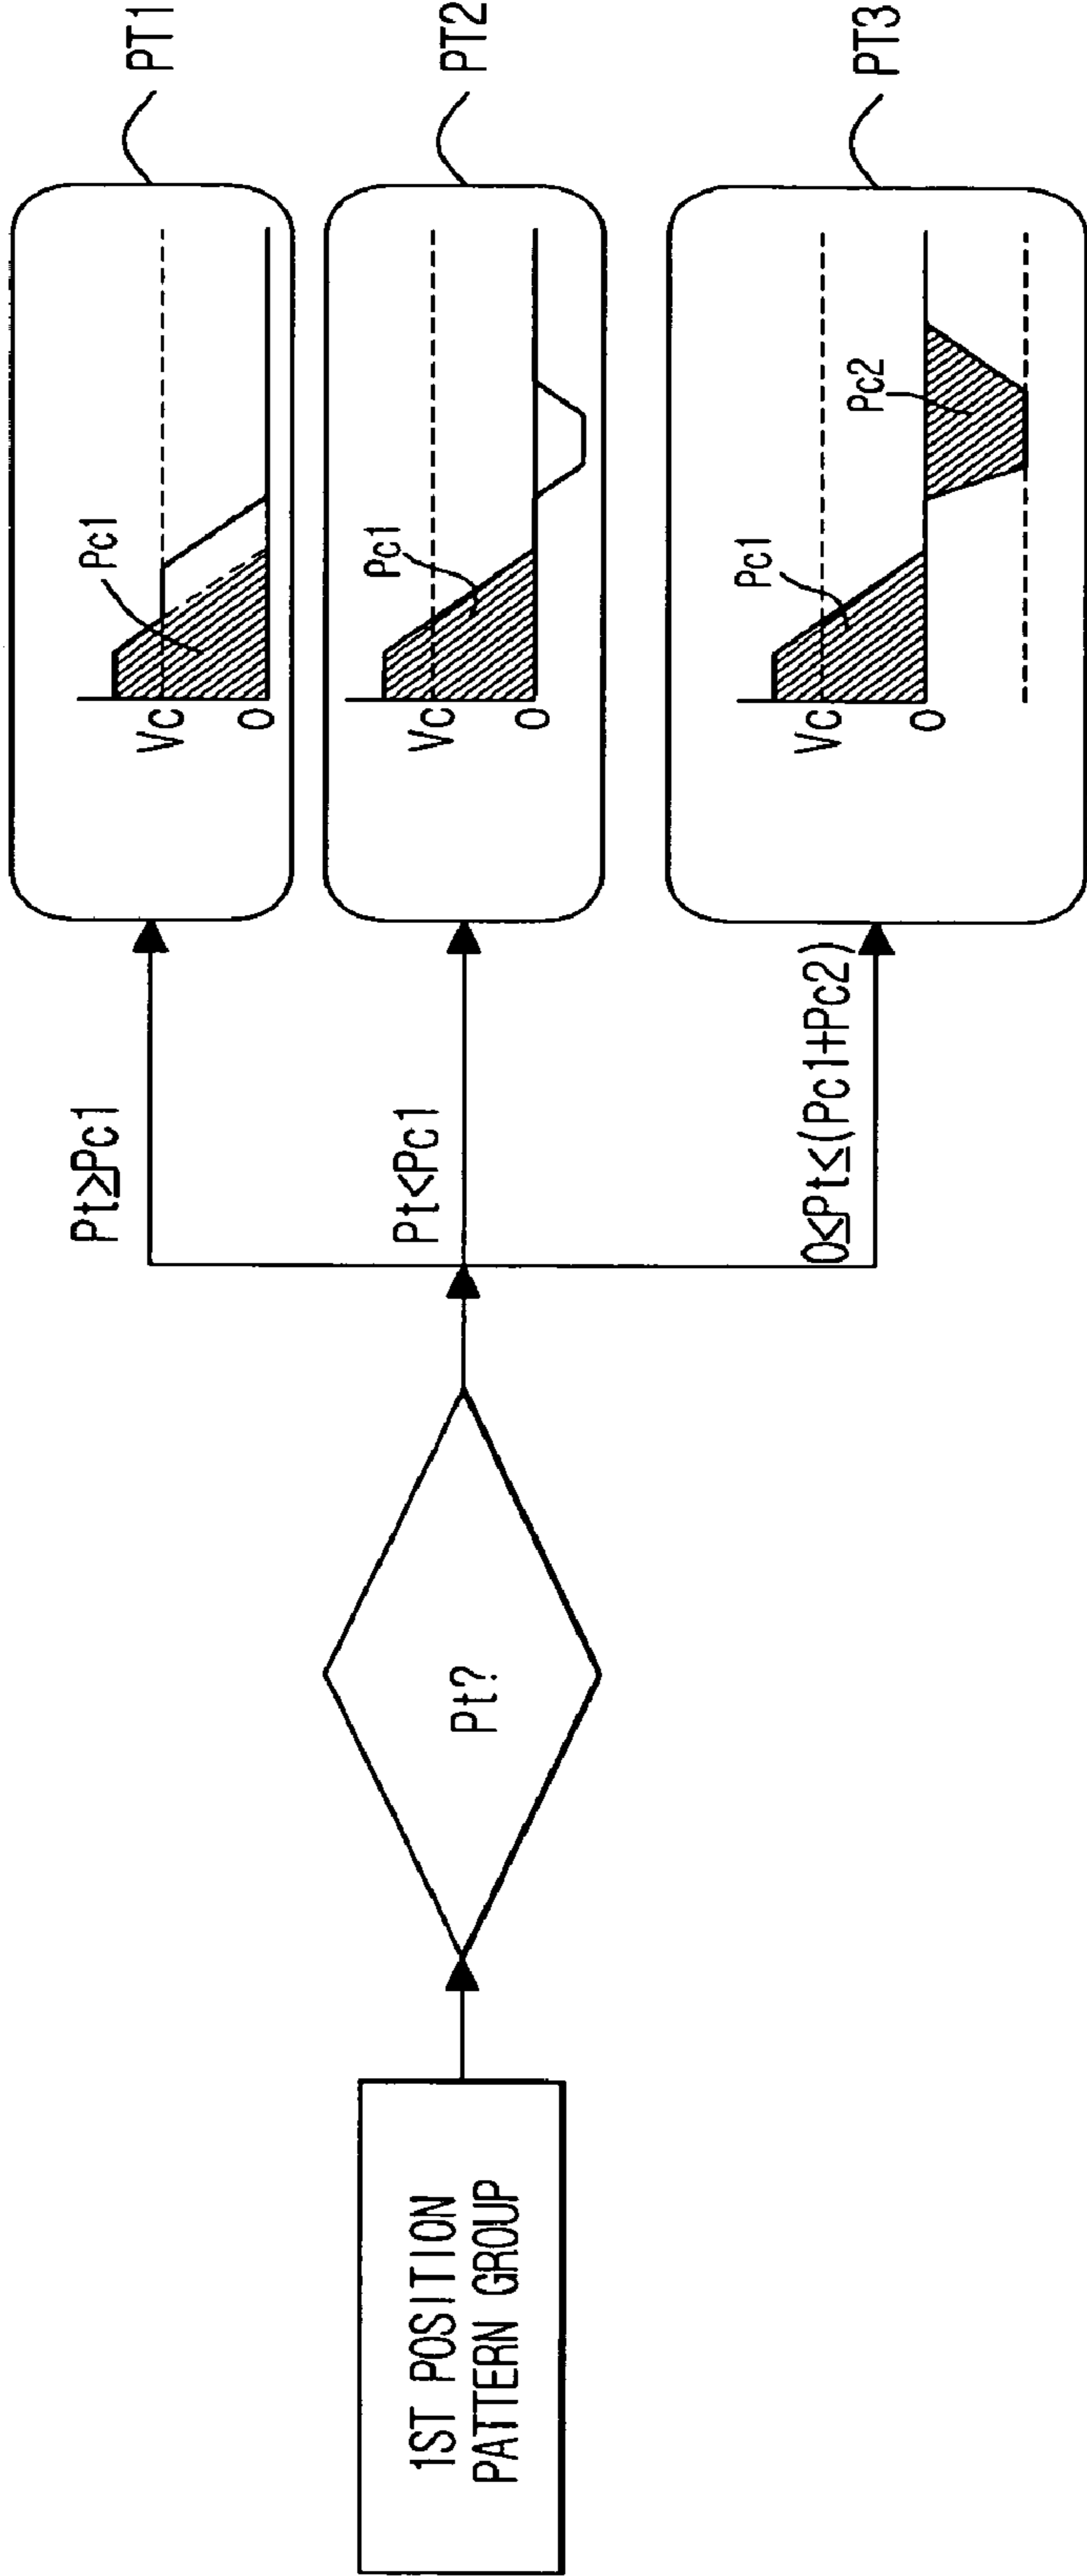 1ST POSITION
PATTERN GROUP
Pt?
Pt≥Pc1
Pt<Pc1
0≤Pt≤(Pc1+Pc2)
Vc
0
Pc1
PT1
Vc
0
Pc1
PT2
Vc
0
Pc1
Pc2
PT3